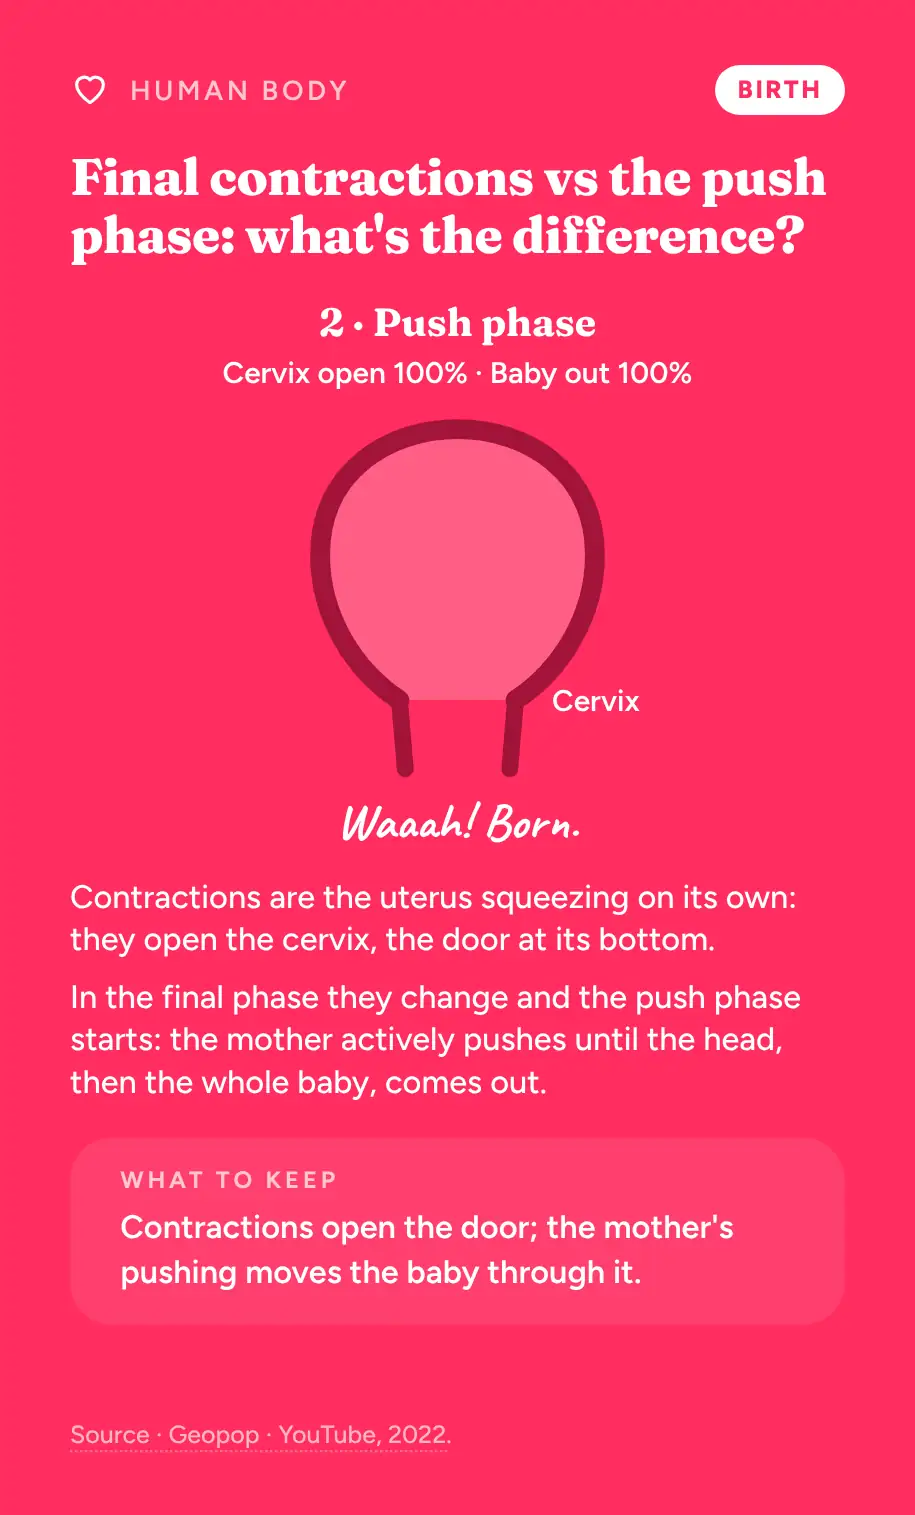 HUMAN BODY
BIRTH
Final contractions vs the push
phase: what's the difference?
2 · Push phase
Cervix open 100% · Baby out 100%
Cervix
Waaah! Born.
Contractions are the uterus squeezing on its own:
they open the cervix, the door at its bottom.
In the final phase they change and the push phase
starts: the mother actively pushes until the head,
then the whole baby, comes out.
WHAT TO KEEP
Contractions open the door; the mother's
pushing moves the baby through it.
Source · Geopop · YouTube, 2022.